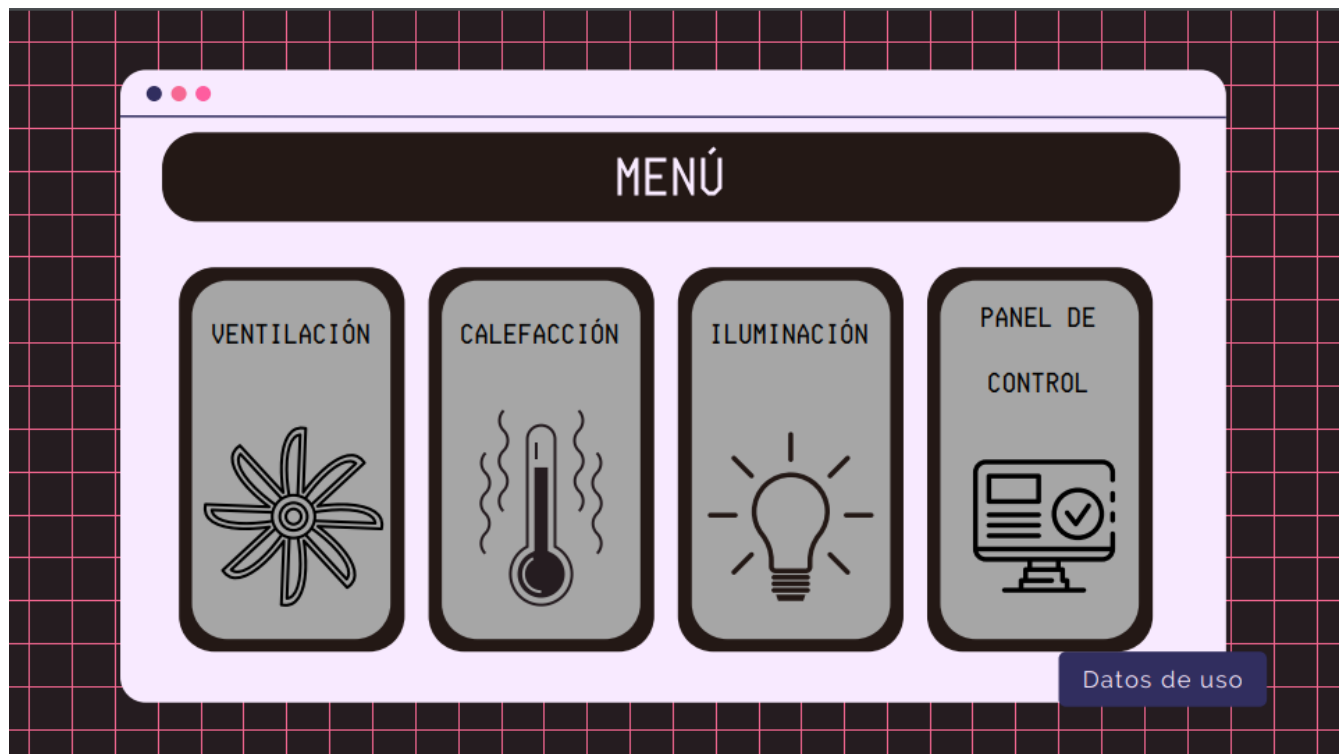 MENÚ
VENTILACIÓN
CALEFACCIÓN
ILUMINACIÓN
PANEL DE
CONTROL
Datos de uso